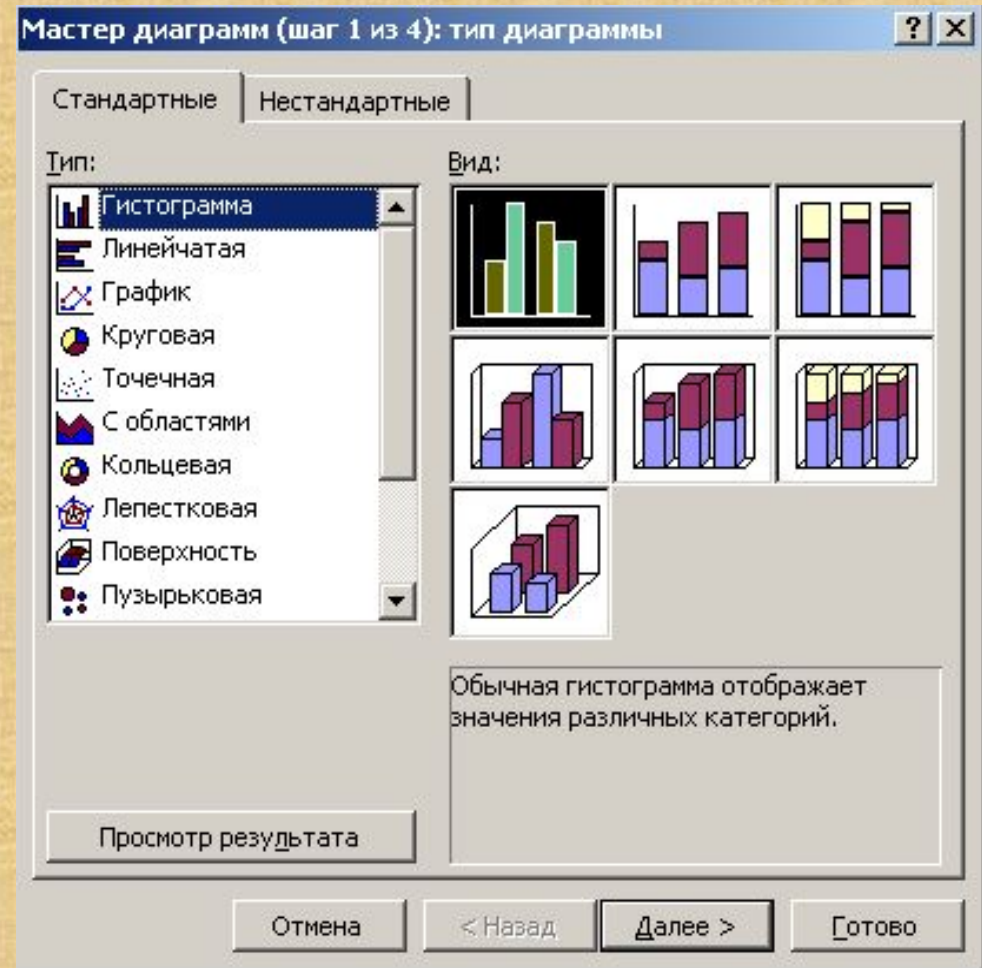 Мастер диаграмм (шаг 1 из 4): тип диаграммы
Стандартные
Нестандартные
Тип:
Гистограмма
Линейчатая
График
Круговая
Точечная
С областями
Кольцевая
Лепестковая
Поверхность
Пузырьковая
Вид:
Обычная гистограмма отображает
значения различных категорий.
Просмотр результата
Отмена
< Назад
Далее >
Готово